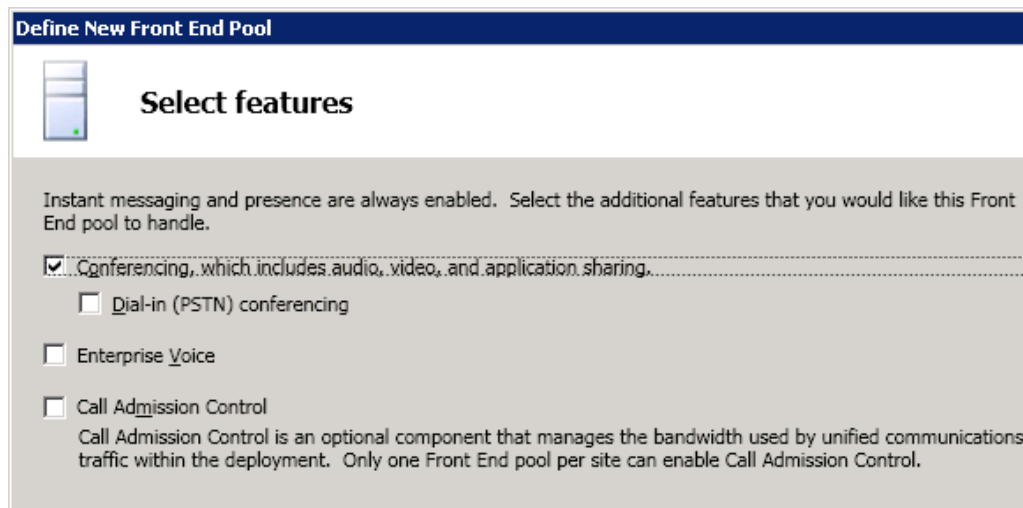 Define New Front End Pool
Select features
Instant messaging and presence are always enabled. Select the additional features that you would like this Front
End pool to handle.
Conferencing, which includes audio, video, and application sharing.
Dial-in (PSTN) conferencing
Enterprise Voice
Call Admission Control
Call Admission Control is an optional component that manages the bandwidth used by unified communications
traffic within the deployment. Only one Front End pool per site can enable Call Admission Control.